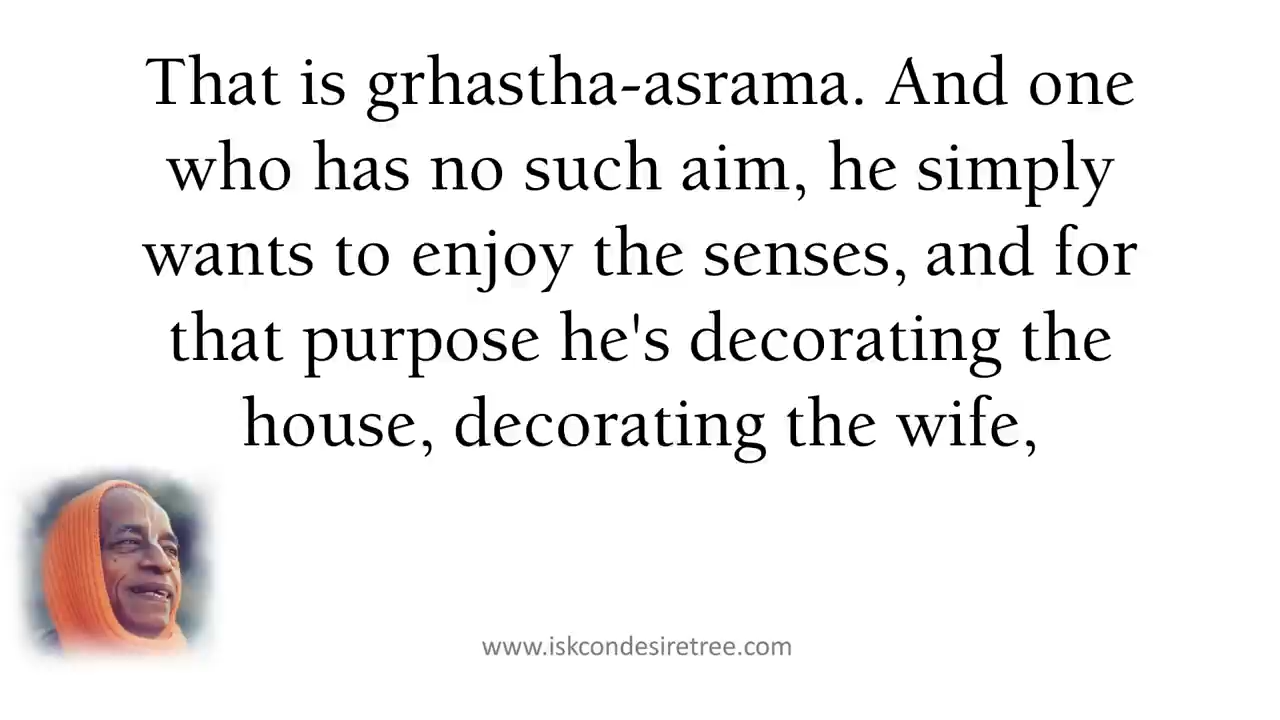 That is grhastha-asrama. And one
who has no such aim, he simply
wants to enjoy the senses, and for
that purpose he's decorating the
house, decorating the wife,
www.iskcondesiretree.com